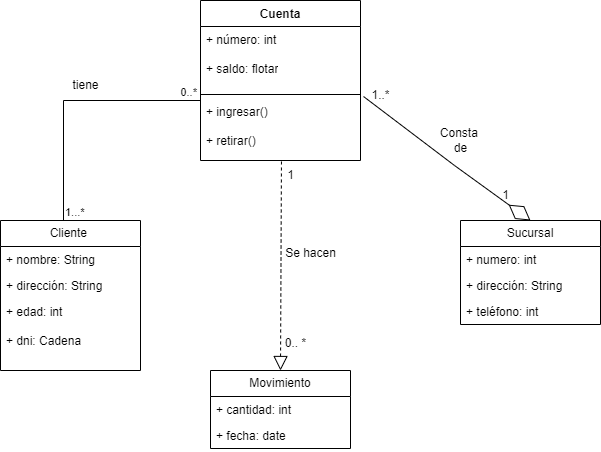 Cuenta
+ número: int
+ saldo: flotar
+ ingresar()
+ retirar()
tiene
0..*
1...*
1..*
Consta
de
1
1
Se hacen
0.. *
Cliente
+ nombre: String
+ dirección: String
+ edad: int
+ dni: Cadena
Sucursal
+ numero: int
+ dirección: String
+ teléfono: int
Movimiento
+ cantidad: int
+ fecha: date